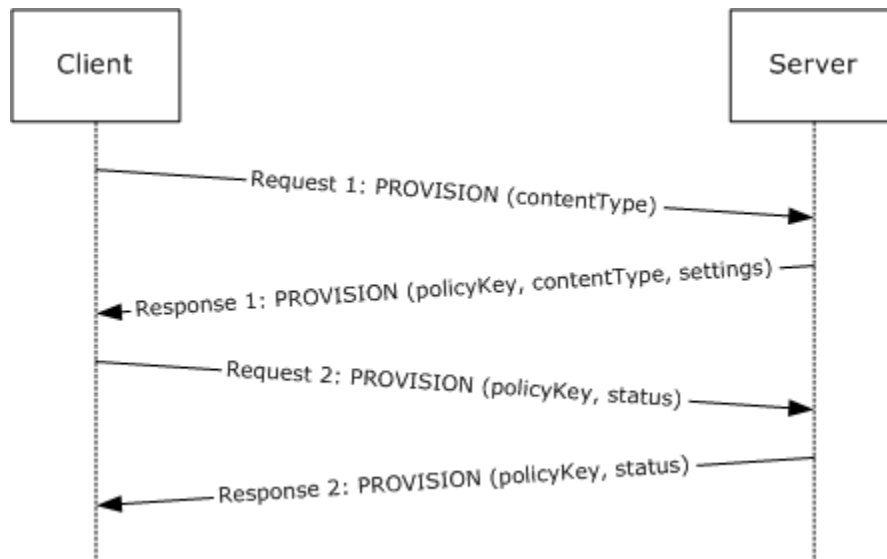 Client
Server
Request 1: PROVISION (contentType)
Response 1: PROVISION (policyKey, contentType, settings)
Request 2: PROVISION (policyKey, status)
Response 2: PROVISION (policyKey, status)